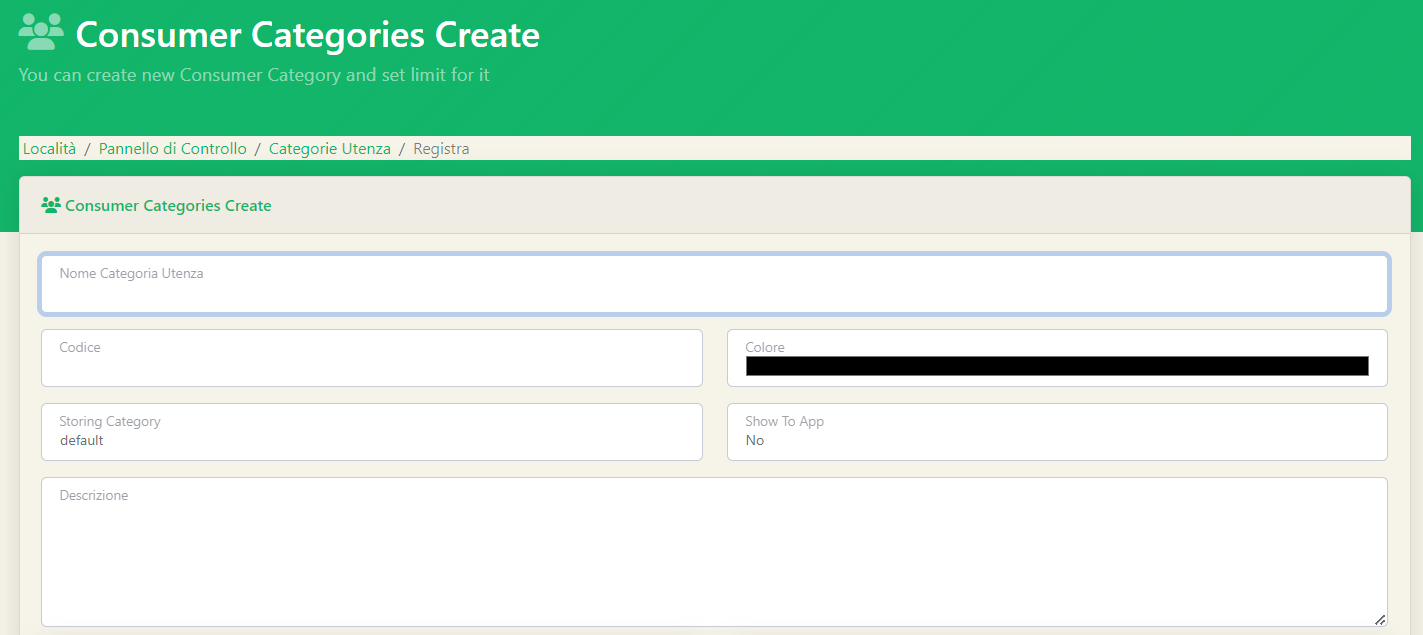 Consumer Categories Create
You can create new Consumer Category and set limit for it
Località / Pannello di Controllo / Categorie Utenza / Registra
Consumer Categories Create
Nome Categoria Utenza
Codice
Colore
Storing Category
default
Show To App
No
Descrizione